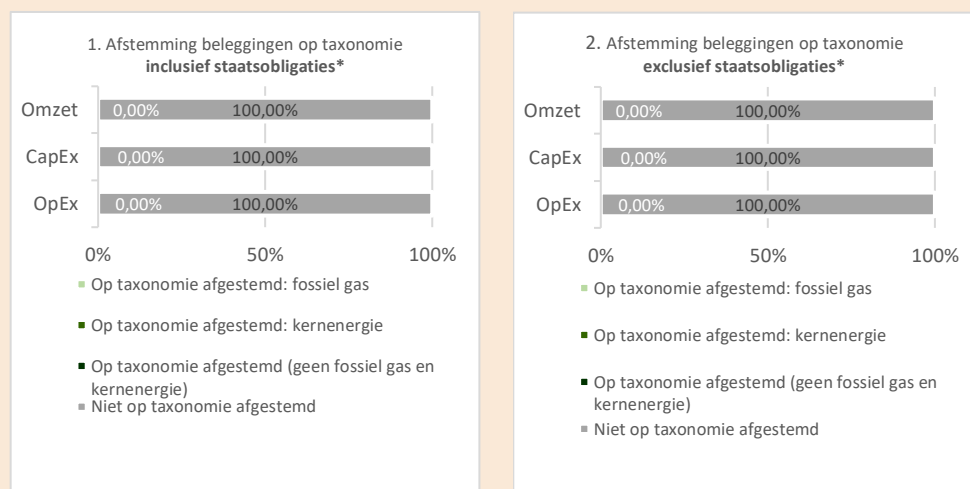 1. Afstemming beleggingen op taxonomie
inclusief staatsobligaties*
Omzet
0,00%
100,00%
CapEx
0,00%
100,00%
OpEx
0,00%
100,00%
0%
50%
100%
Op taxonomie afgestemd: fossiel gas
Op taxonomie afgestemd: kernenergie
Op taxonomie afgestemd (geen fossiel gas en
kernenergie)
Niet op taxonomie afgestemd
2. Afstemming beleggingen op taxonomie
exclusief staatsobligaties*
Omzet
0,00%
100,00%
CapEx
0,00%
100,00%
OpEx
0,00%
100,00%
0%
50%
100%
Op taxonomie afgestemd: fossiel gas
Op taxonomie afgestemd: kernenergie
Op taxonomie afgestemd (geen fossiel gas en
kernenergie)
Niet op taxonomie afgestemd